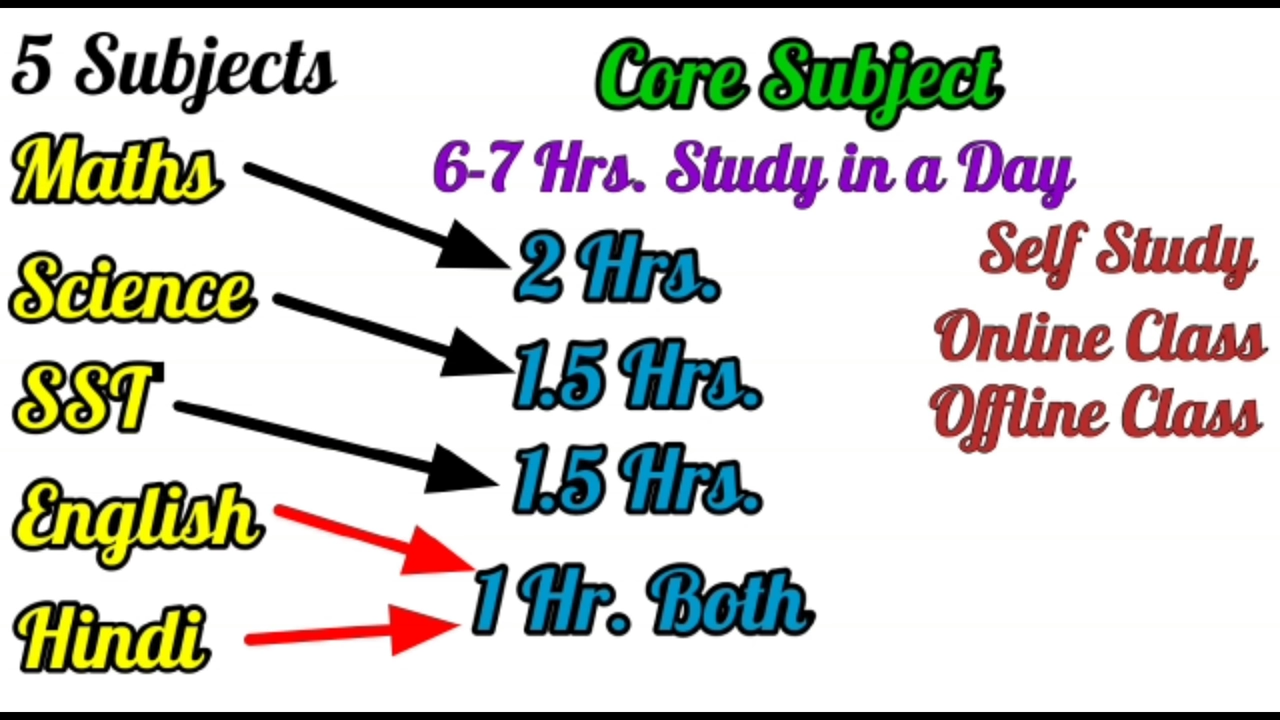 5 Subjects
Core Subject
6-7 Hrs. Study in a Day
Maths
2 Hrs.
Science
1.5 Hrs.
SST
1.5 Hrs.
English
Hindi
1 Hr. Both
Self Study
Online Class
Offline Class